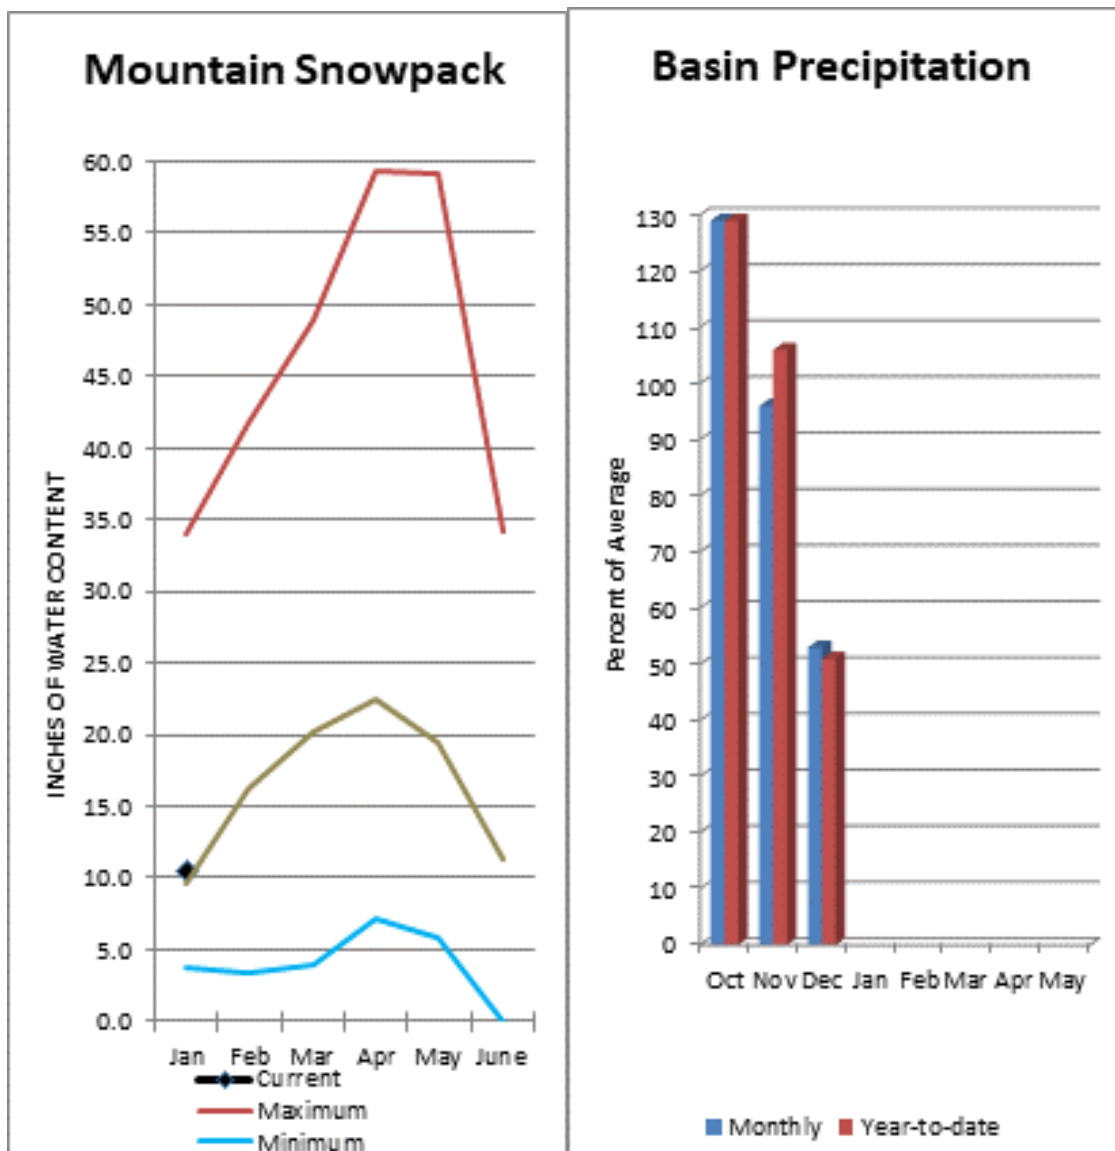 Mountain Snowpack
60.0
55.0
50.0
45.0
40.0
35.0
30.0
25.0
20.0
15.0
10.0
5.0
0.0
INCHES OF WATER CONTENT
Jan Feb Mar Apr May June
Current
Maximum
Minimum
Basin Precipitation
130
120
110
100
90
80
70
60
50
40
30
20
10
0
Percent of Average
Oct Nov Dec Jan Feb Mar Apr May
Monthly Year-to-date